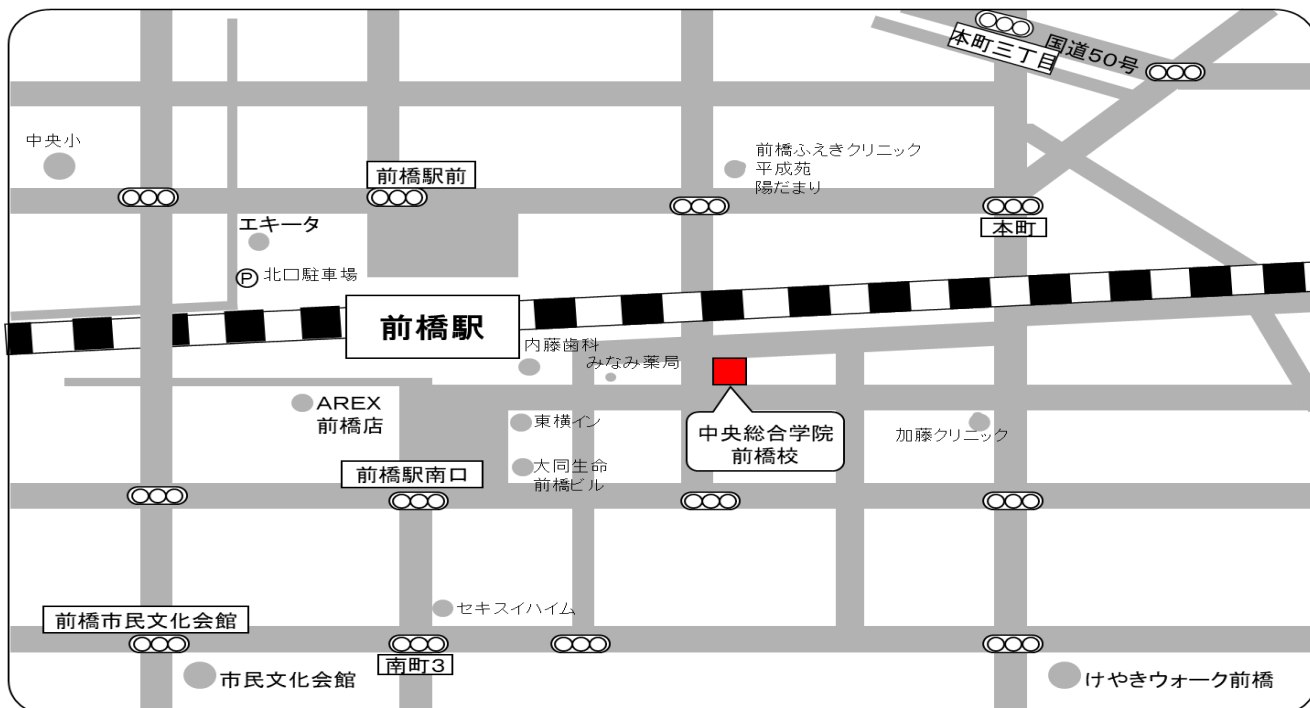 国道50号
本町三丁目
中央小
前橋ふえきクリニック
平成苑
陽だまり
前橋駅前
エキータ
本町
P
北口駐車場
前橋駅
内藤歯科
みなみ薬局
AREX
前橋店
東横イン
中央総合学院
前橋校
加藤クリニック
大同生命
前橋ビル
前橋駅南口
セキスイハイム
前橋市民文化会館
南町3
市民文化会館
けやきウォーク前橋